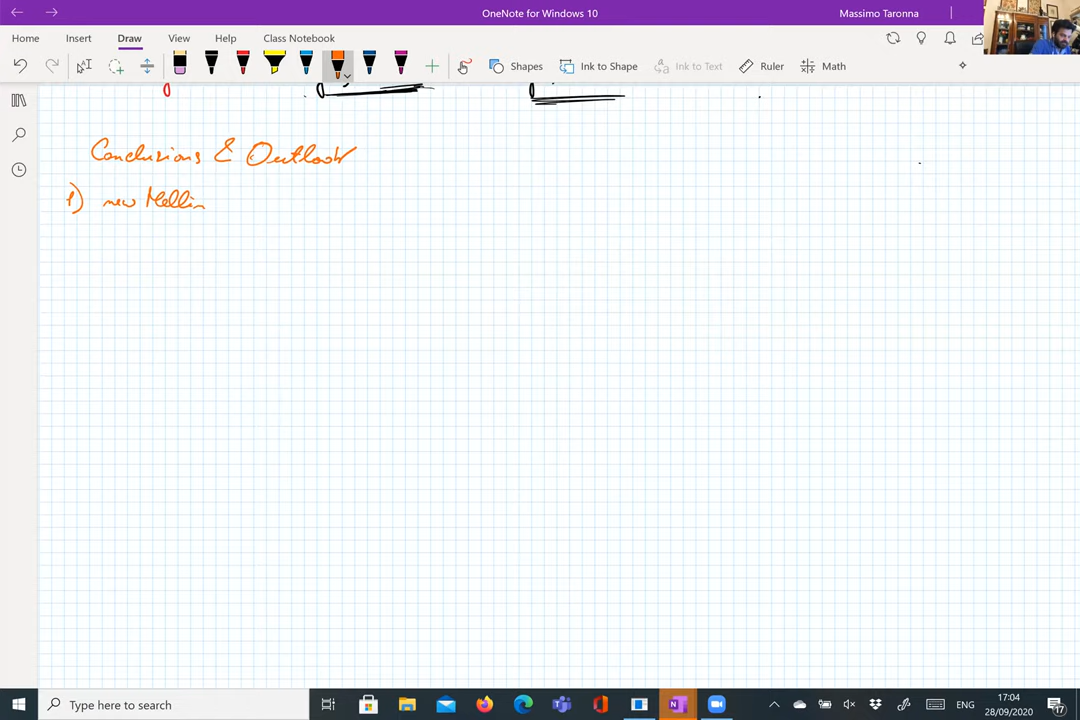 OneNote for Windows 10
Massimo Taronna
Home Insert Draw View Help Class Notebook
Shapes Ink to Shape Ink to Text Ruler Math
Conclusions & Outlook
1) new Mellin
Type here to search
ENG
17:04
28/09/2020
17